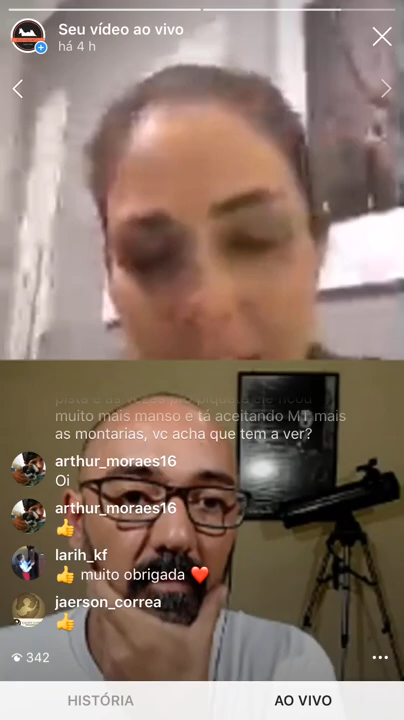 Seu vídeo ao vivo
há 4 h
muito mais manso e tá aceitando MT mais
as montarias, vc acha que tem a ver?
arthur_moraes16
Oi
arthur_moraes16
👍
larih_kf
👍 muito obrigada ❤️
jaerson_correa
👍
342
HISTÓRIA
AO VIVO